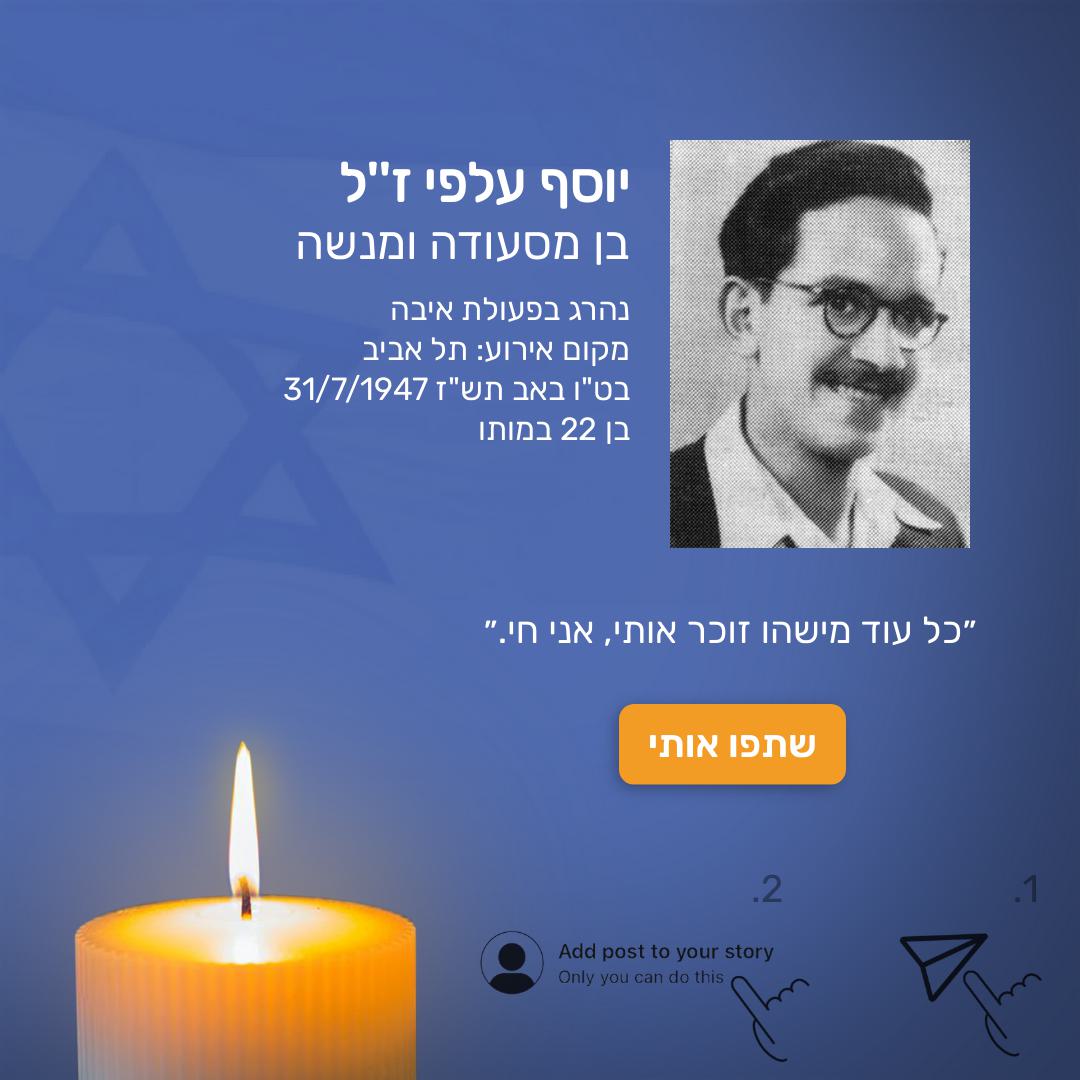 יוסף עלפי ז"ל
בן מסעודה ומנשה
נהרג בפעולת איבה
מקום אירוע: תל אביב
בט"ו באב תש"ז 31/7/1947
בן 22 במותו
״כל עוד מישהו זוכר אותי, אני חי.״
שתפו אותי
1.
2.
Add post to your story
Only you can do this